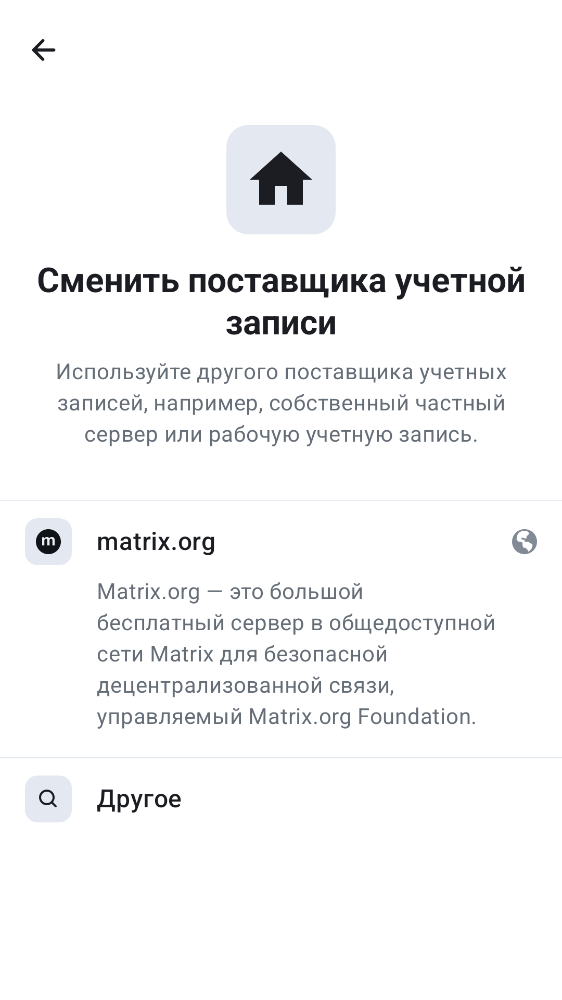 Сменить поставщика учетной
записи
Используйте другого поставщика учетных
записей, например, собственный частный
сервер или рабочую учетную запись.
m
matrix.org
Matrix.org — это большой
бесплатный сервер в общедоступной
сети Matrix для безопасной
децентрализованной связи,
управляемый Matrix.org Foundation.
Другое